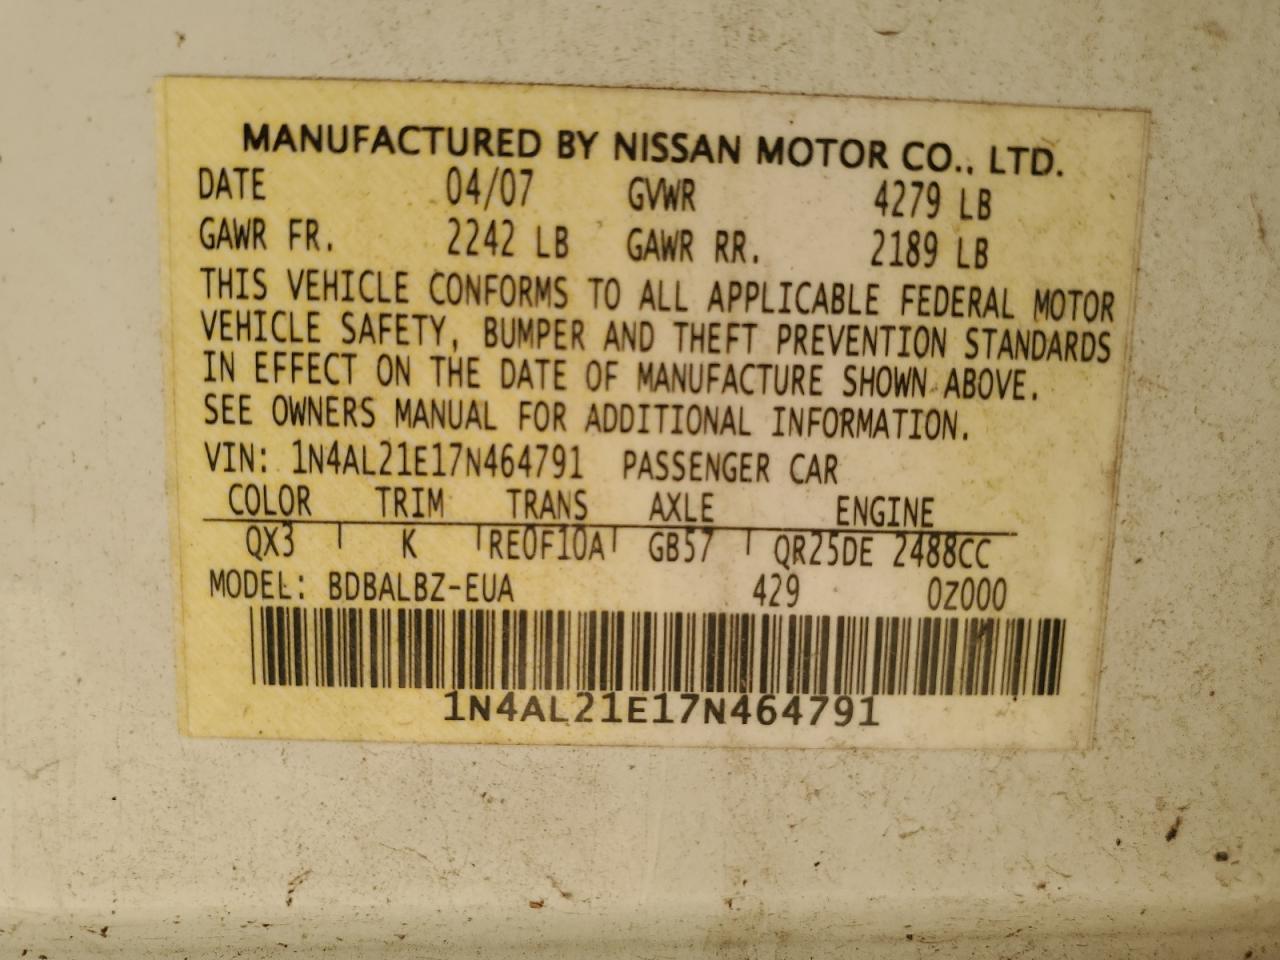 MANUFACTURED BY NISSAN MOTOR CO., LTD.
DATE 04/07 GVWR 4279 LB
GAWR FR. 2242 LB GAWR RR. 2189 LB
THIS VEHICLE CONFORMS TO ALL APPLICABLE FEDERAL MOTOR
VEHICLE SAFETY, BUMPER AND THEFT PREVENTION STANDARDS
IN EFFECT ON THE DATE OF MANUFACTURE SHOWN ABOVE.
SEE OWNERS MANUAL FOR ADDITIONAL INFORMATION.
VIN: 1N4AL21E17N464791 PASSENGER CAR
COLOR TRIM TRANS AXLE ENGINE
QX3 K RE0F10A GB57 QR25DE 2488CC
MODEL: BDBALBZ-EUA 429 0Z000
1N4AL21E17N464791